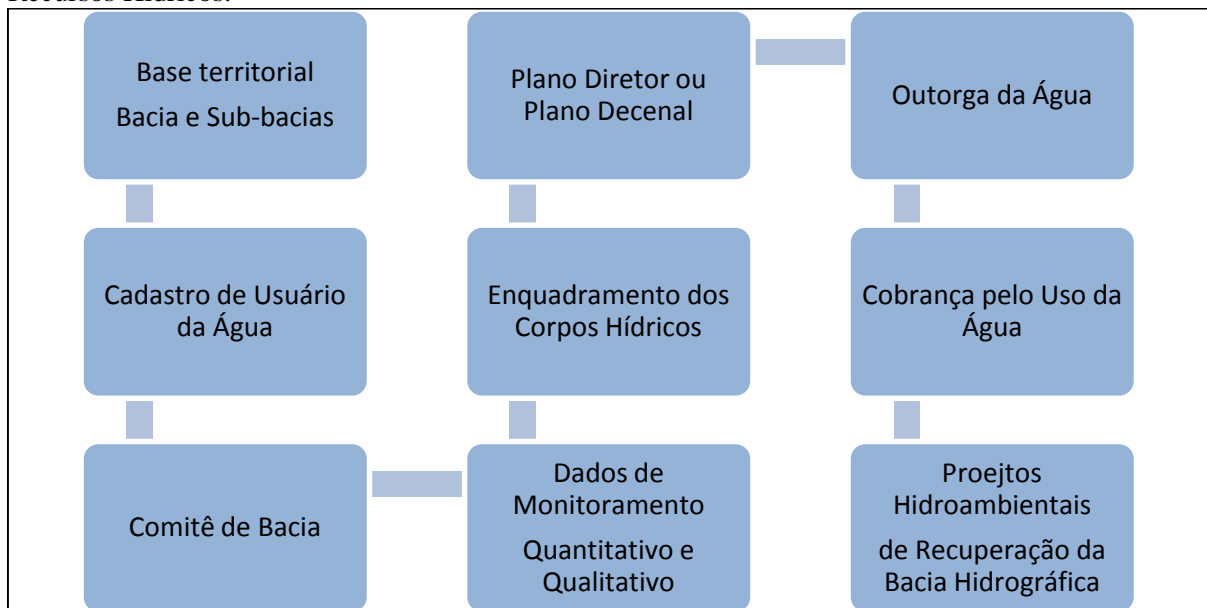 Recursos Hídricos.
Base territorial
Bacia e Sub-bacias
Cadastro de Usuário
da Água
Comitê de Bacia
Dados de
Monitoramento
Quantitativo e
Qualitativo
Enquadramento dos
Corpos Hídricos
Plano Diretor ou
Plano Decenal
Outorga da Água
Cobrança pelo Uso da
Água
Proejtos
Hidroambientais
de Recuperação da
Bacia Hidrográfica